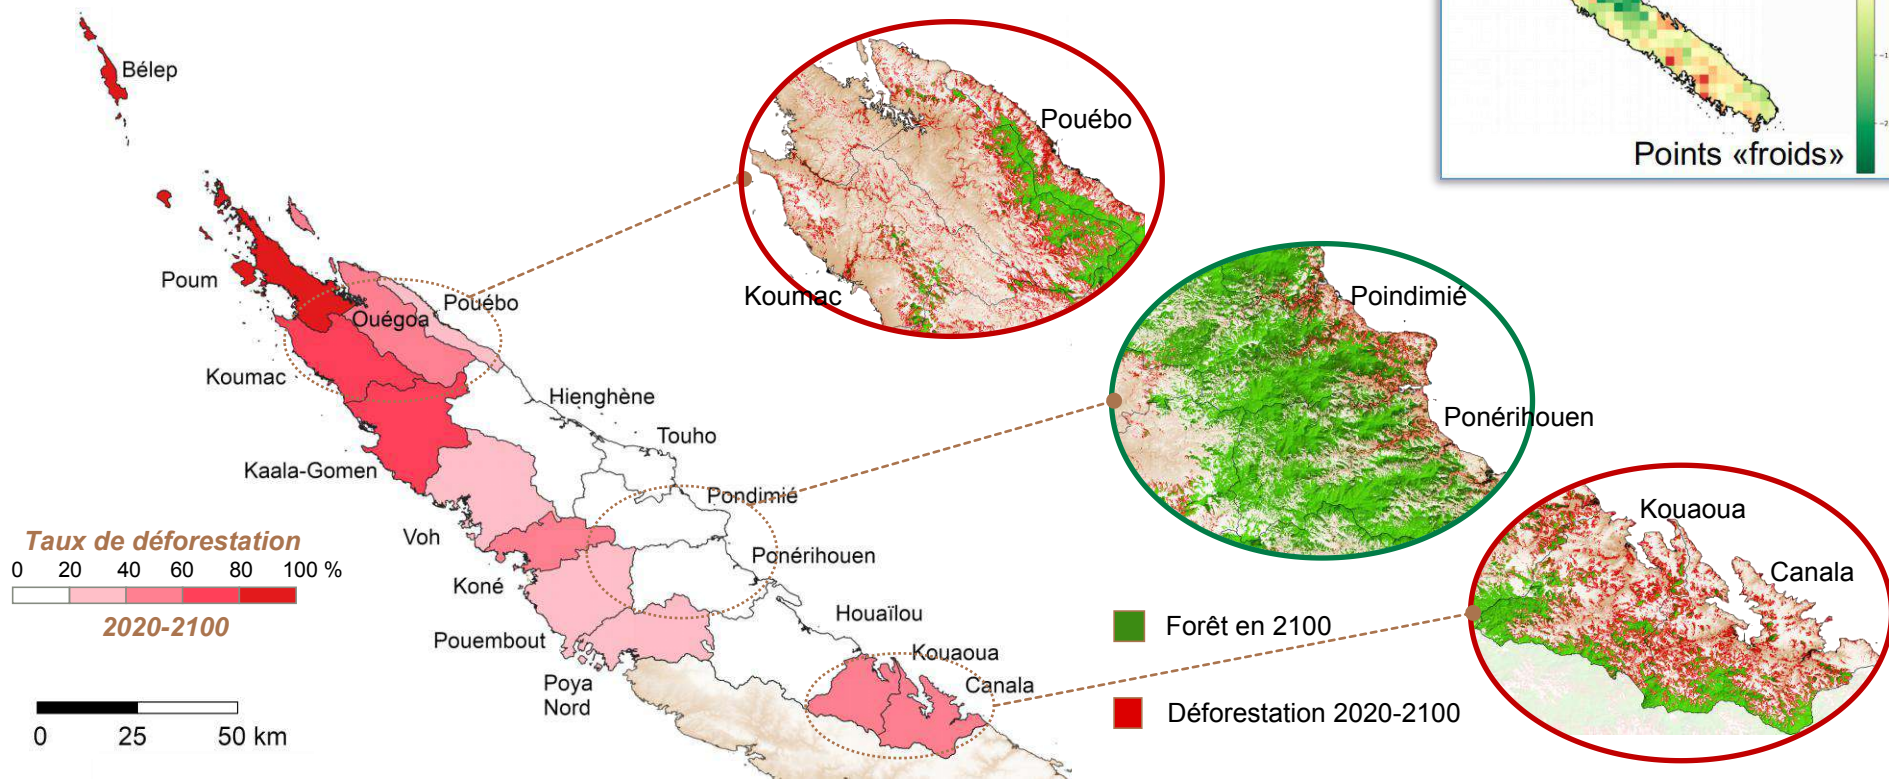 Bélep
Poum
Pouébo
Ouégoa
Koumac
Hienghène
Touho
Kaala-Gomen
Pondimié
Voh
Ponérihouen
Koné
Houaïlou
Pouembout
Kouaoua
Canala
Poya
Nord
Taux de déforestation
0 20 40 60 80 100 %
2020-2100
0 25 50 km
Pouébo
Koumac
Poindimié
Ponérihouen
Kouaoua
Canala
Forêt en 2100
Déforestation 2020-2100
Points «froids»